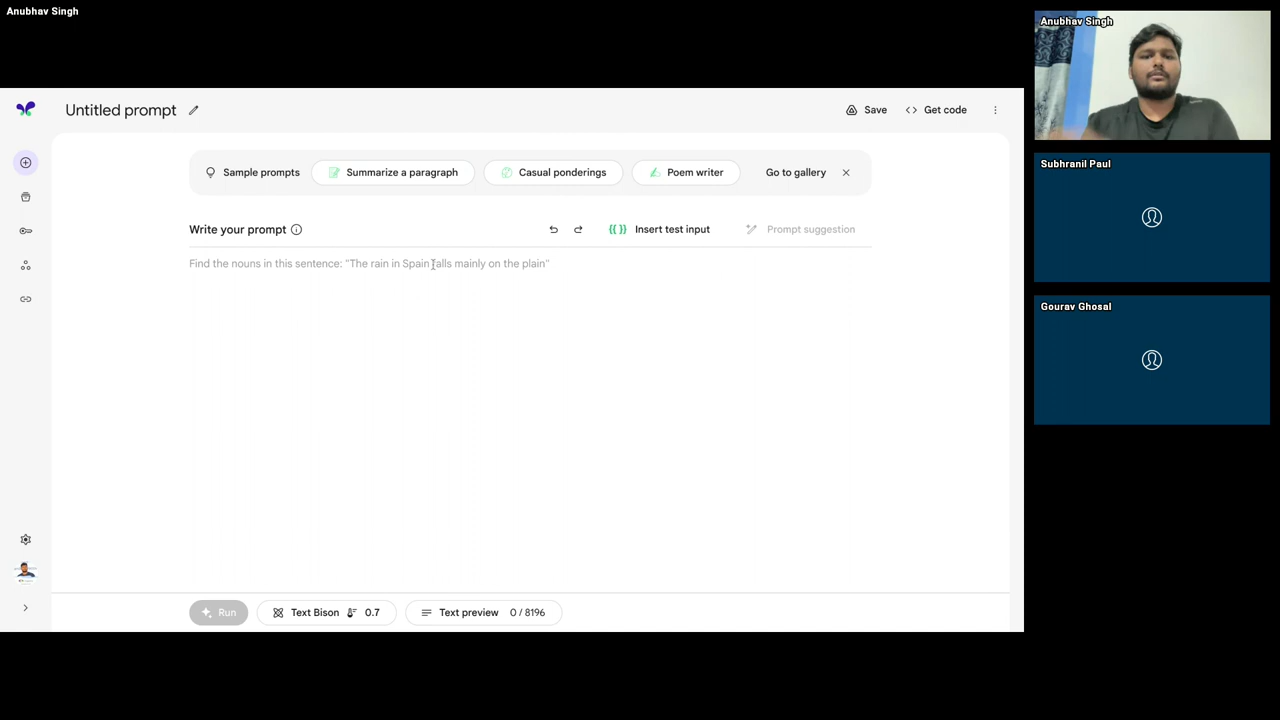 Anubhav Singh
Anubhav Singh
Untitled prompt
Save
Get code
Sample prompts
Summarize a paragraph
Casual ponderings
Poem writer
Go to gallery
Subhranil Paul
Write your prompt
{{}} Insert test input
Prompt suggestion
Find the nouns in this sentence: "The rain in Spain falls mainly on the plain"
Gourav Ghosal
Run
Text Bison
0.7
Text preview
0 / 8196